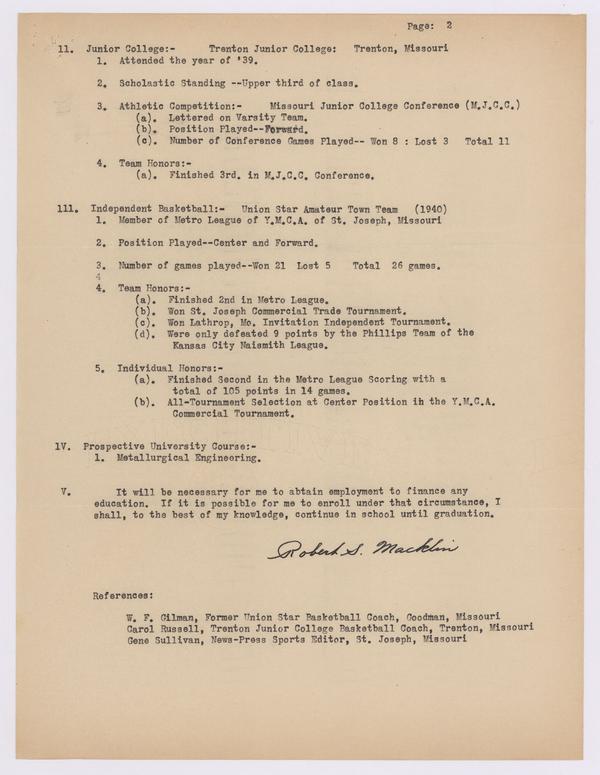 Page: 2
11. Junior College:- Trenton Junior College: Trenton, Missouri
1. Attended the year of '39.
2. Scholastic Standing --Upper third of class.
3. Athletic Competition:- Missouri Junior College Conference (M.J.C.C.)
(a). Lettered on Varsity Team.
(b). Position Played--Forward.
(c). Number of Conference Games Played-- Won 8 : Lost 3 Total 11
4. Team Honors:-
(a). Finished 3rd. in M.J.C.C. Conference.
111. Independent Basketball:- Union Star Amateur Town Team (1940)
1. Member of Metro League of Y.M.C.A. of St. Joseph, Missouri
2. Position Played--Center and Forward.
3. Number of games played--Won 21 Lost 5 Total 26 games.
4
4. Team Honors:-
(a). Finished 2nd in Metro League.
(b). Won St. Joseph Commercial Trade Tournament.
(c). Won Lathrop, Mo. Invitation Independent Tournament.
(d). Were only defeated 9 points by the Phillips Team of the
Kansas City Naismith League.
5. Individual Honors:-
(a). Finished Second in the Metro League Scoring with a
total of 105 points in 14 games.
(b). All-Tournament Selection at Center Position in the Y.M.C.A.
Commercial Tournament.
1V. Prospective University Course:-
1. Metallurgical Engineering.
V. It will be necessary for me to abtain employment to finance any
education. If it is possible for me to enroll under that circumstance, I
shall, to the best of my knowledge, continue in school until graduation.
Robert S. Macklin
References:
W. F. Gilman, Former Union Star Basketball Coach, Goodman, Missouri
Carol Russell, Trenton Junior College Basketball Coach, Trenton, Missouri
Gene Sullivan, News-Press Sports Editor, St. Joseph, Missouri